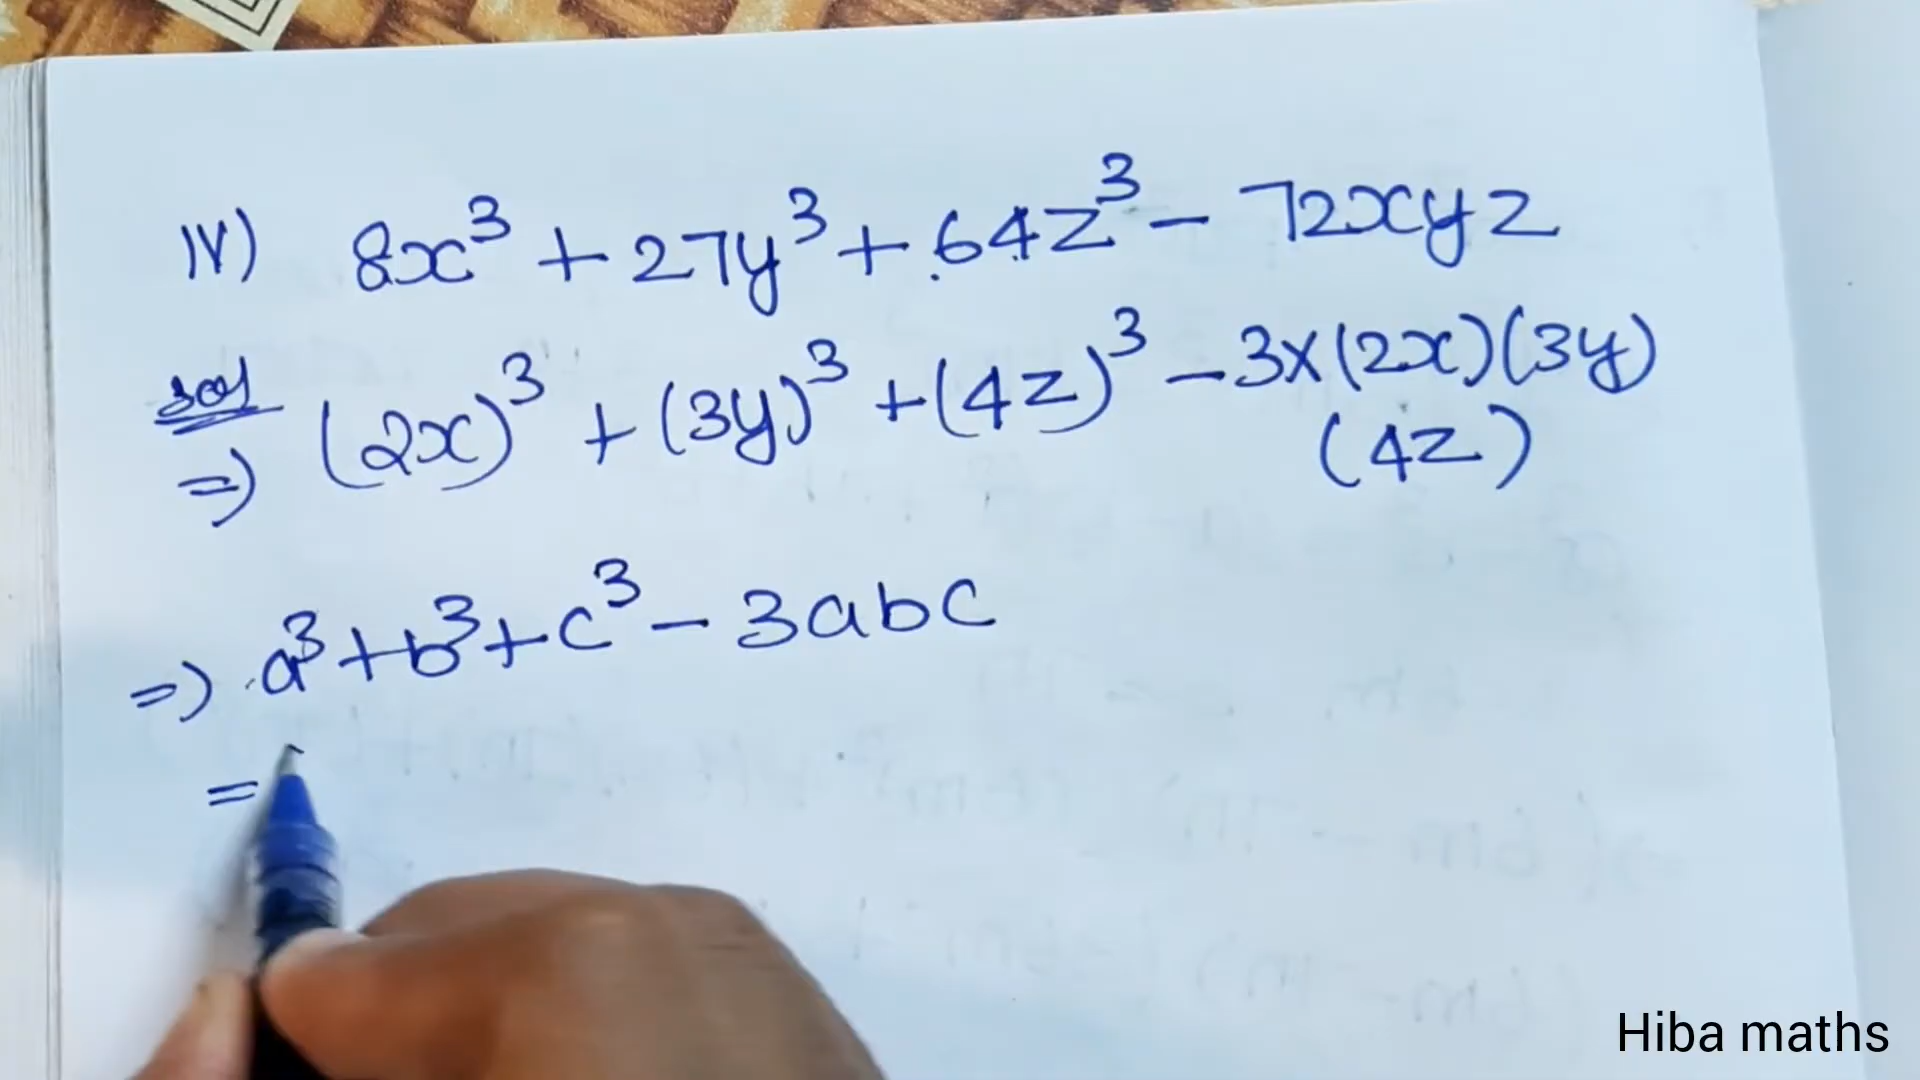 IV) 8x³ + 27y³ + 64z³ - 72xyz
sol
=) (2x)³ + (3y)³ + (4z)³ - 3x(2x)(3y)
(4z)
=) a³+b³+c³ - 3abc
=
Hiba maths